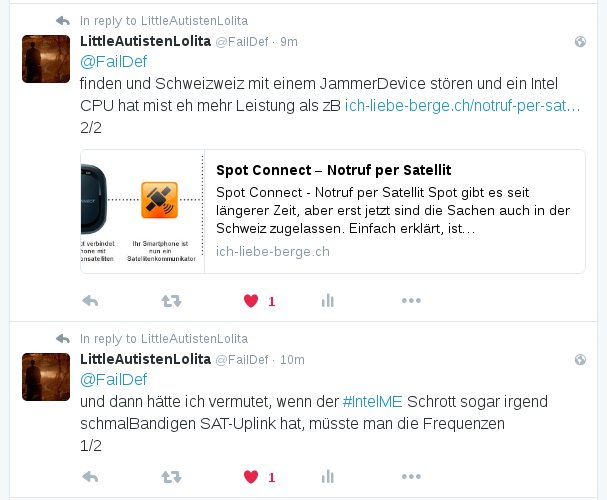 In reply to LittleAutistenLolita
LittleAutistenLolita @FailDef · 9m
@FailDef
finden und Schweizweiz mit einem JammerDevice stören und ein Intel
CPU hat mist eh mehr Leistung als zB ich-liebe-berge.ch/notruf-per-sat…
2/2
Spot Connect – Notruf per Satellit
Spot Connect - Notruf per Satellit Spot gibt es seit
längerer Zeit, aber erst jetzt sind die Sachen auch in der
Schweiz zugelassen. Einfach erklärt, ist…
ich-liebe-berge.ch
verbindet
mit
Ihr Smartphone ist
nun ein
Satellitenkommunikator
1
In reply to LittleAutistenLolita
LittleAutistenLolita @FailDef · 10m
@FailDef
und dann hätte ich vermutet, wenn der #IntelME Schrott sogar irgend
schmalBandigen SAT-Uplink hat, müsste man die Frequenzen
1/2
1